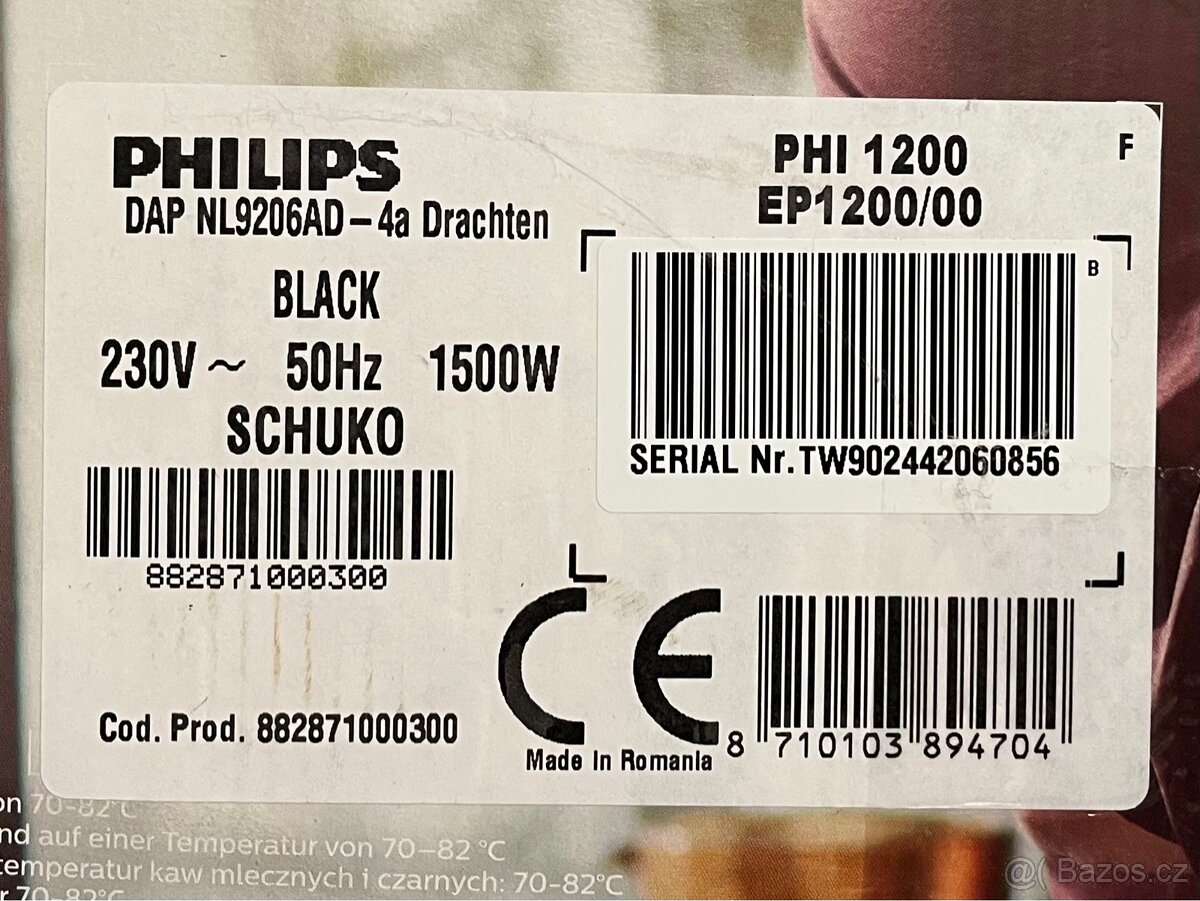 PHILIPS
DAP NL9206AD-4a Drachten
BLACK
230V ~ 50Hz 1500W
SCHUKO
882871000300
Cod. Prod. 882871000300
PHI 1200
EP1200/00
F
B
SERIAL Nr.TW902442060856
CE
Made In Romania
8 710103 894704
on 70-82°C
nd auf einer Temperatur von 70–82 °C
temperatur kaw mlecznych i czarnych: 70-82°C
r 70-82°C
@( Bazos.cz